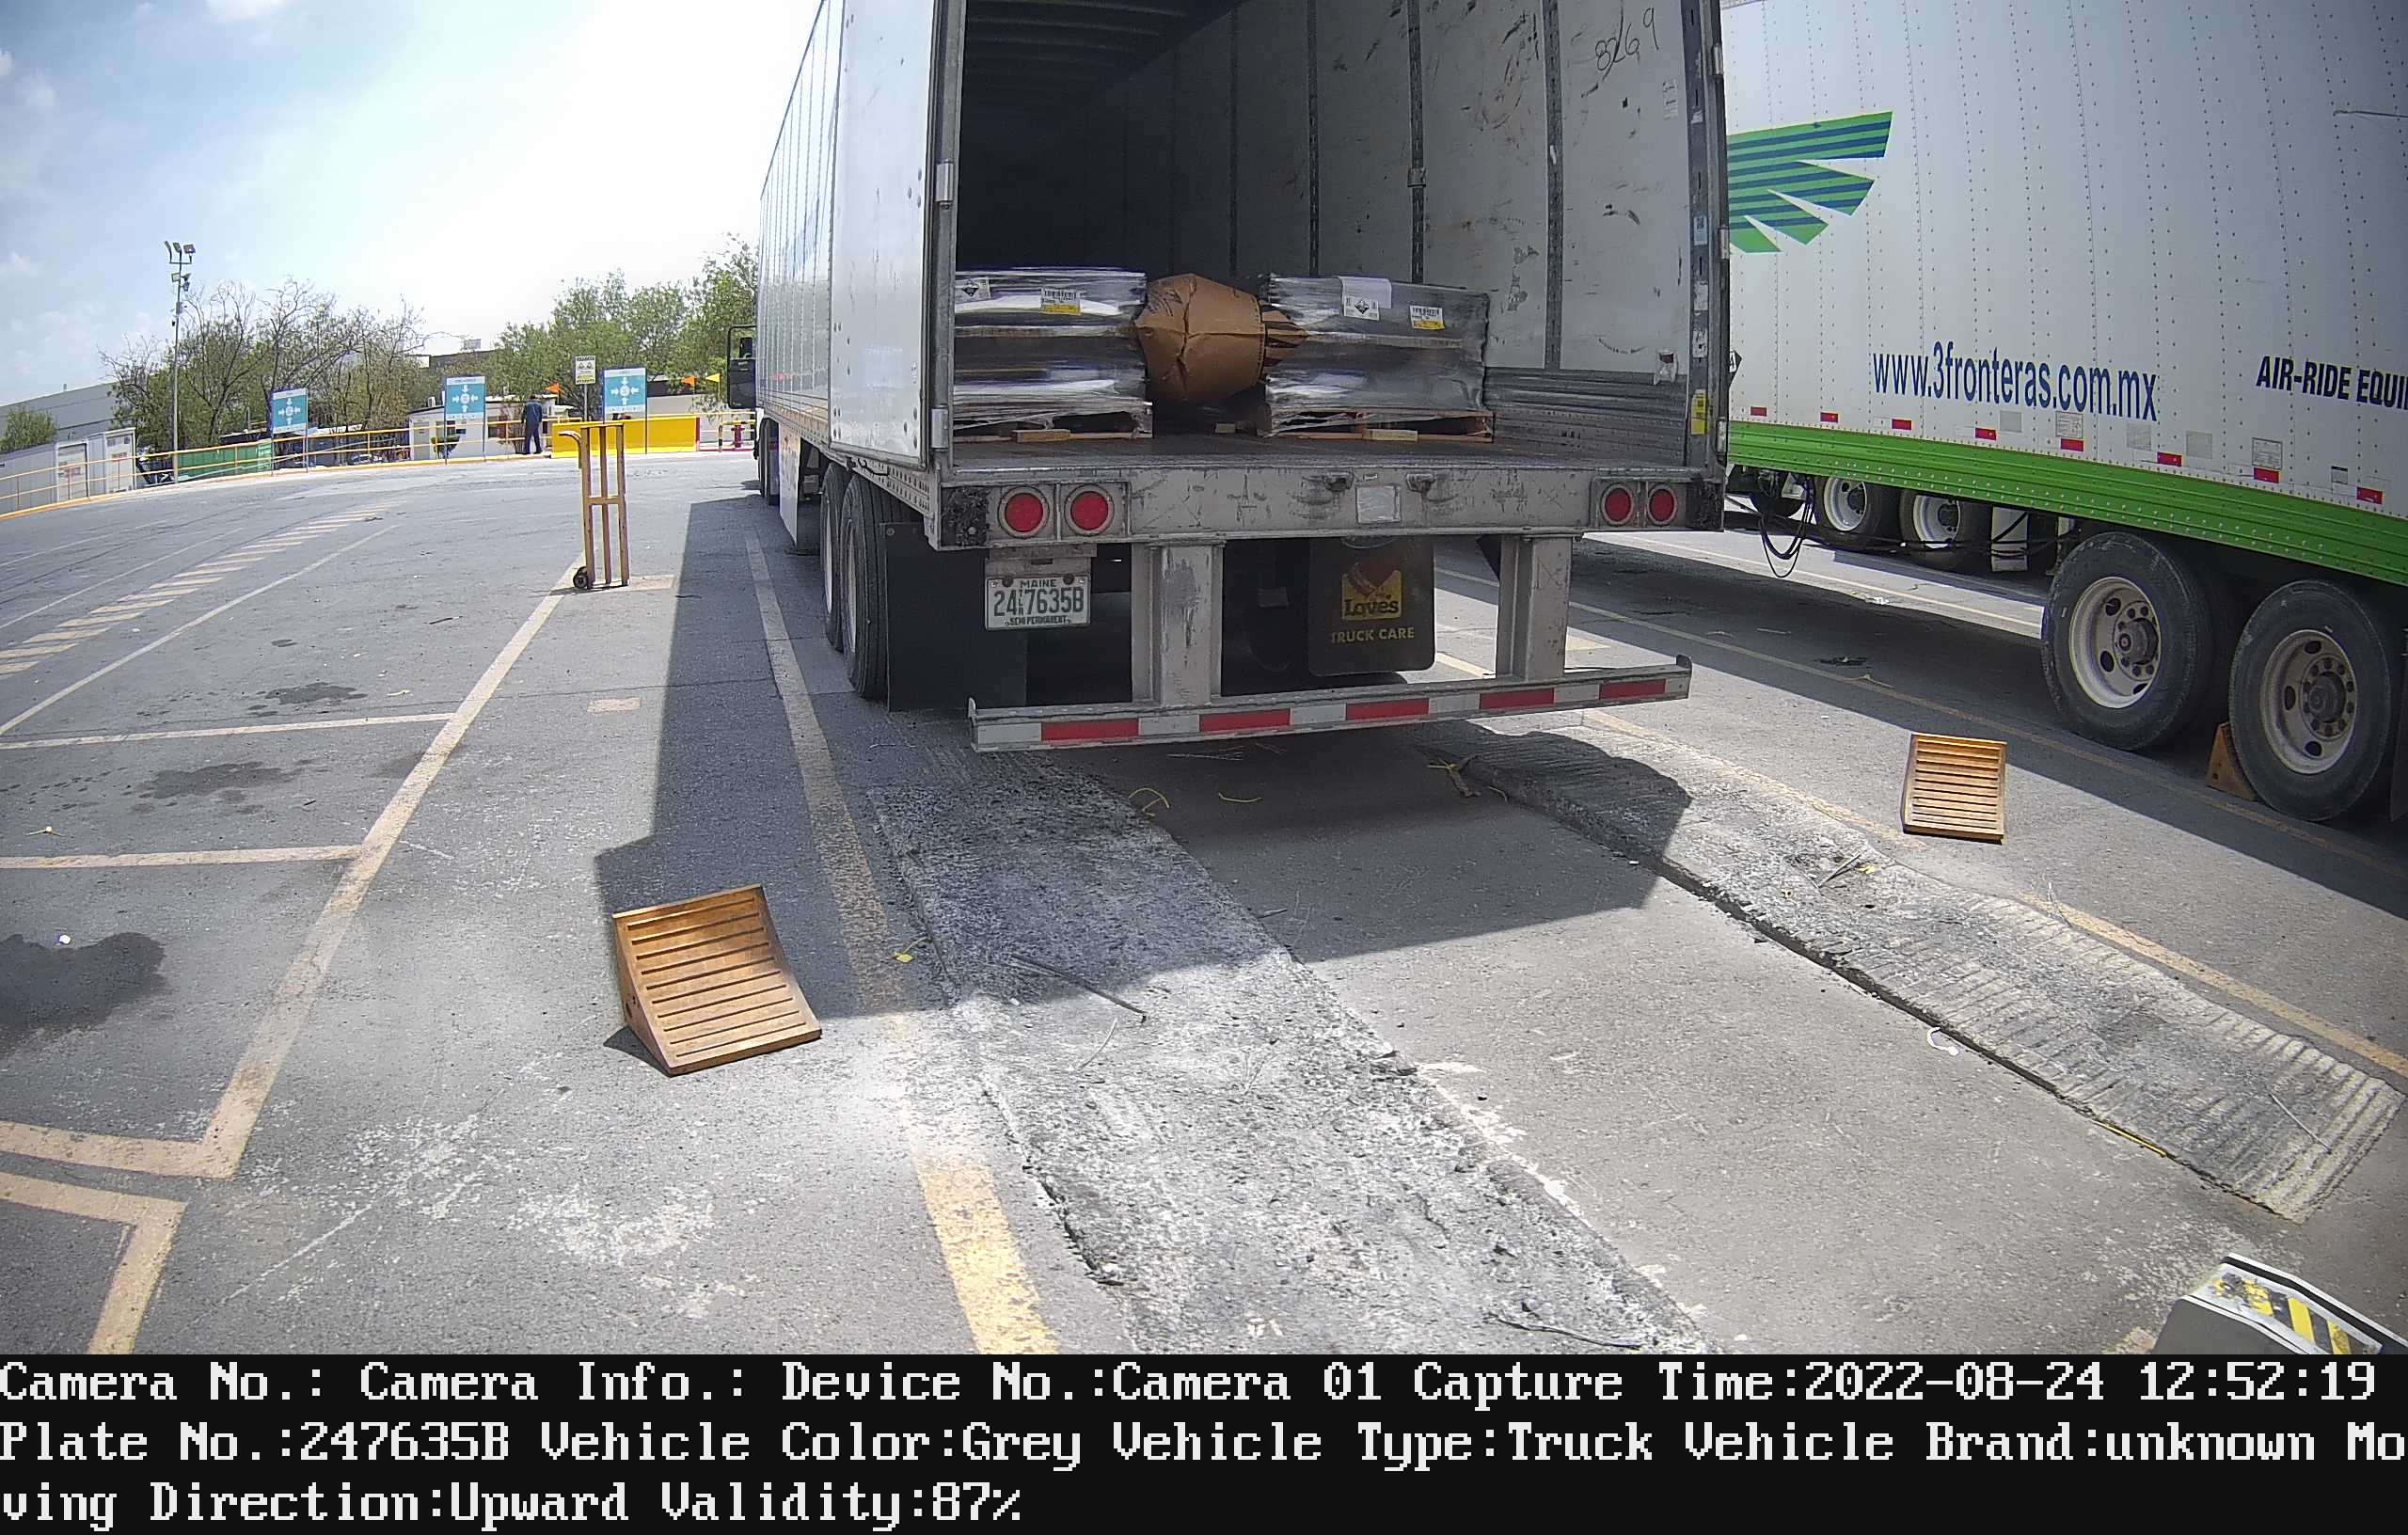 8269
www.3fronteras.com.mx
AIR-RIDE EQUI
MAINE
247635B
SEMI PERMANENT
Love's
TRUCK CARE
Camera No.: Camera Info.: Device No.:Camera 01 Capture Time:2022-08-24 12:52:19
Plate No.:247635B Vehicle Color:Grey Vehicle Type:Truck Vehicle Brand:unknown Mo
ving Direction:Upward Validity:87%